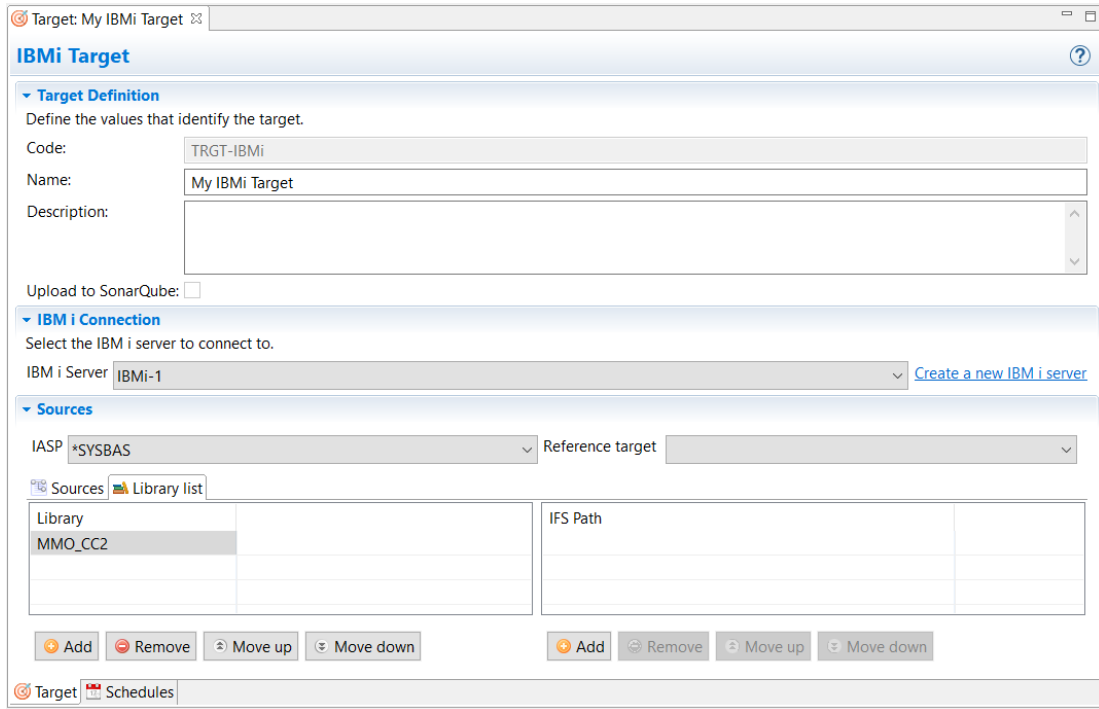 Target: My IBMi Target
IBMi Target
?
Target Definition
Define the values that identify the target.
Code: TRGT-IBMi
Name: My IBMi Target
Description:
Upload to SonarQube:
IBM i Connection
Select the IBM i server to connect to.
IBM i Server IBMi-1 Create a new IBM i server
Sources
IASP *SYSBAS Reference target
Sources Library list
Library IFS Path
MMO_CC2
Add Remove Move up Move down Add Remove Move up Move down
Target Schedules